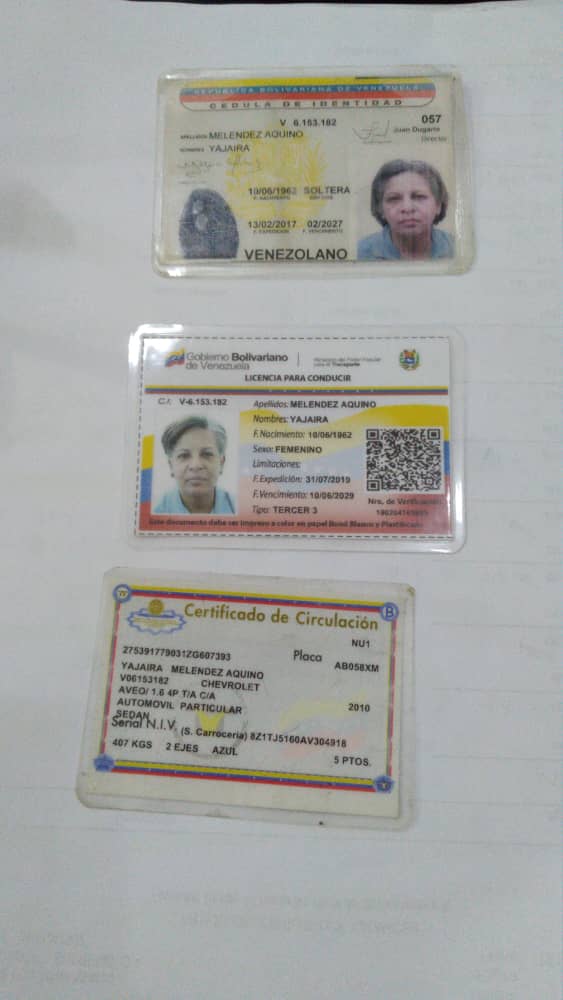 REPUBLICA BOLIVARIANA DE VENEZUELA
CEDULA DE IDENTIDAD
V 6.153.182 057
APELLIDOS MELENDEZ AQUINO Juan Dugarte
Director
NOMBRES YAJAIRA
10/06/1962 SOLTERA
F. NACIMIENTO EDO CIVIL
13/02/2017 02/2027
F. EXPEDICION F. VENCIMIENTO
VENEZOLANO
Gobierno Bolivariano
de Venezuela
Ministerio del Poder Popular
para el Transporte
LICENCIA PARA CONDUCIR
C.I: V-6.153.182
Apellidos: MELENDEZ AQUINO
Nombres: YAJAIRA
F.Nacimiento: 10/06/1962
Sexo: FEMENINO
Limitaciones:
F.Expedición: 31/07/2019
F.Vencimiento: 10/06/2029
Tipo: TERCER 3
Nro. de Verificación
Este documento debe ser impreso a color en papel Bond Blanco y Plastificado
Certificado de Circulación
NU1
275391779031ZG607393 Placa AB058XM
YAJAIRA MELENDEZ AQUINO
V06153182 CHEVROLET
AVEO/ 1.6 4P T/A C/A
AUTOMOVIL PARTICULAR 2010
SEDAN
Serial N.I.V. (S. Carroceria) 8Z1TJ5160AV304918
407 KGS 2 EJES AZUL 5 PTOS.